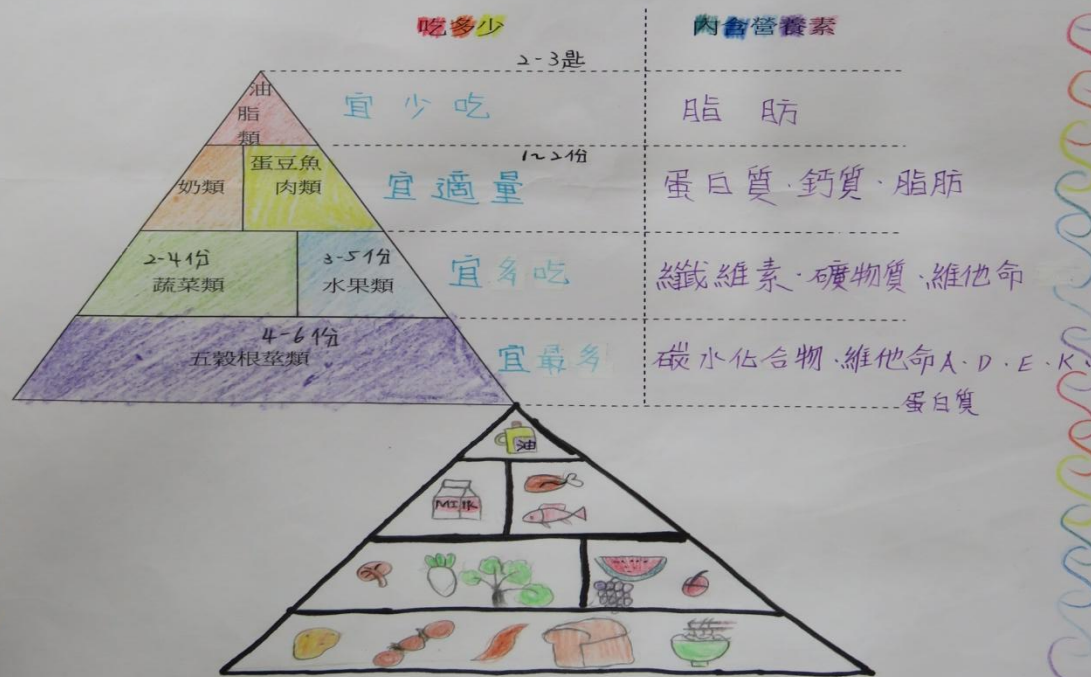 吃多少 內含營養素
2-3匙
油
脂
類
宜少吃 脂 肪
1~2份
奶類
蛋豆魚
肉類
宜適量 蛋白質·鈣質·脂肪
2-4份 3-5份
蔬菜類 水果類
宜多吃 纖維素·礦物質·維他命
4-6份
五穀根莖類
宜最多 碳水化合物·維他命A·D·E·K·
蛋白質
油
MILK